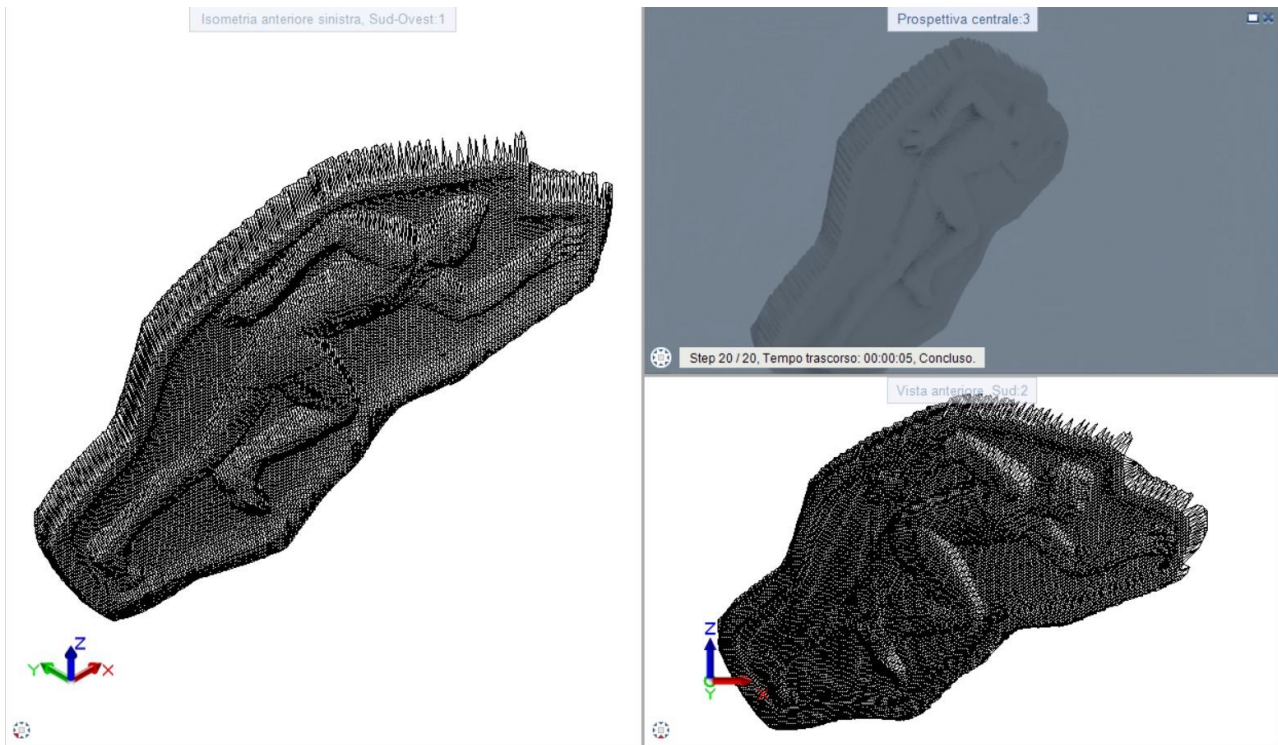 Isometria anteriore sinistra, Sud-Ovest:1
Prospettiva centrale:3
Step 20 / 20, Tempo trascorso: 00:00:05, Concluso.
Vista anteriore, Sud:2
Z
Y
X
Z
Y
X